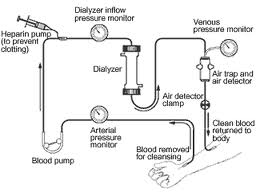 Dialyzer inflow
pressure monitor
Venous
pressure monitor
Heparin pump
(to prevent
clotting)
Dialyzer
Air trap and
air detector
Air detector
clamp
Clean blood
returned to
body
Arterial
pressure
monitor
Blood pump
Blood removed
for cleansing